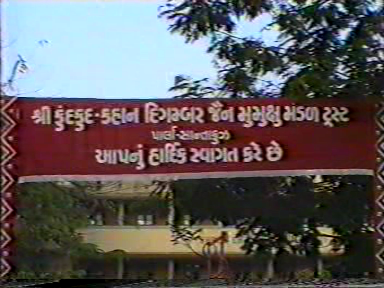 શ્રી કુંદકુંદ-કહાન દિગમ્બર જૈન મુમુક્ષુ મંડળ ટ્રસ્ટ
પાર્લા-સાન્તાક્રુઝ
આપનું હાર્દિક સ્વાગત કરે છે